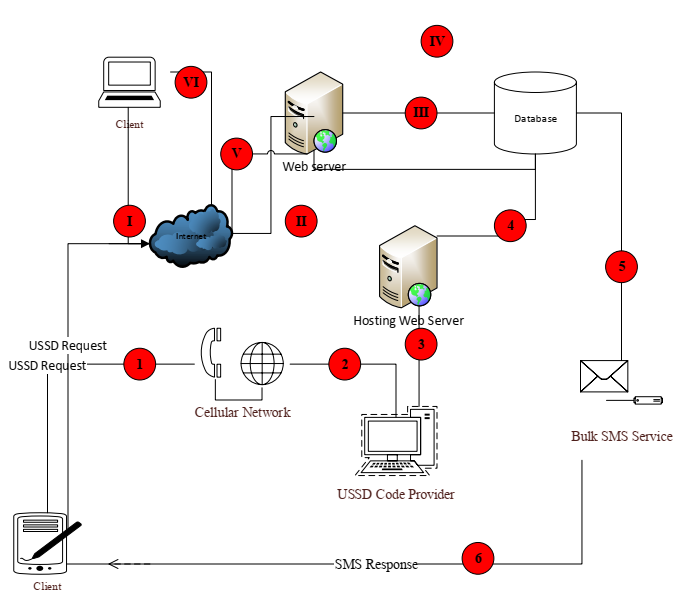 IV
VI
Client
III
Database
V
Web server
I
II
Internet
4
5
Hosting Web Server
3
USSD Request
USSD Request
1
2
Cellular Network
Bulk SMS Service
USSD Code Provider
6
SMS Response
Client